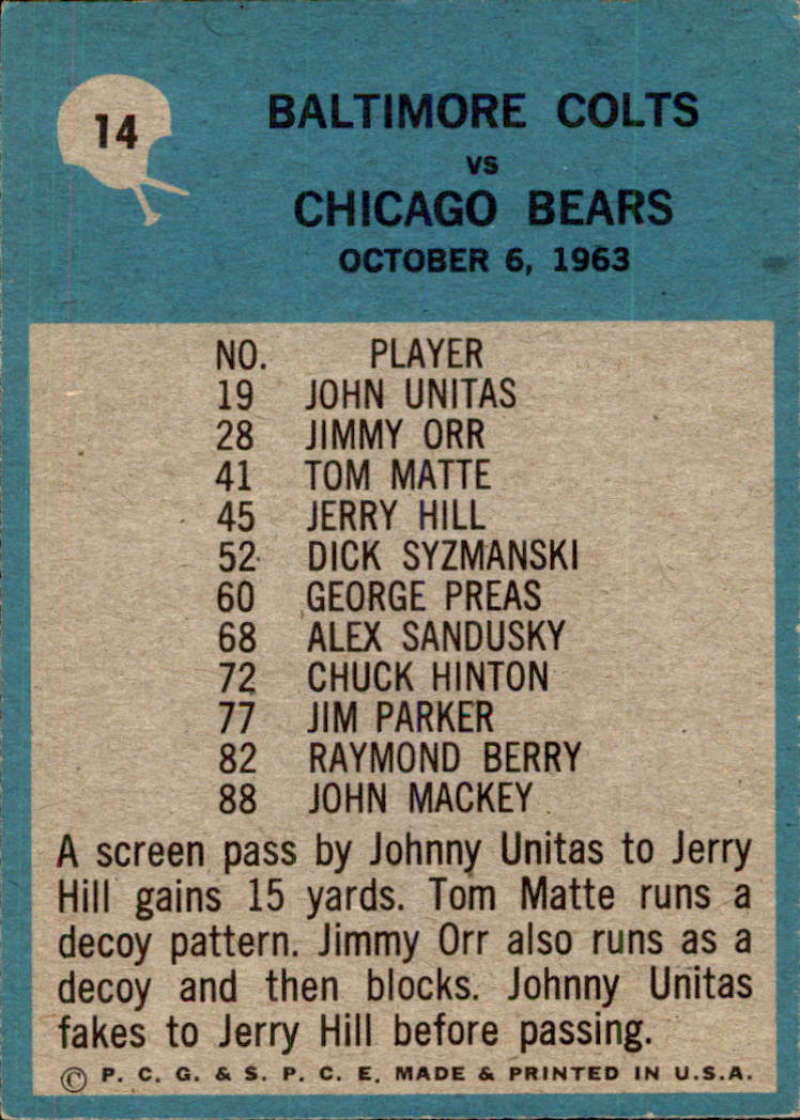 14
BALTIMORE COLTS
VS
CHICAGO BEARS
OCTOBER 6, 1963
NO. PLAYER
19 JOHN UNITAS
28 JIMMY ORR
41 TOM MATTE
45 JERRY HILL
52 DICK SYZMANSKI
60 GEORGE PREAS
68 ALEX SANDUSKY
72 CHUCK HINTON
77 JIM PARKER
82 RAYMOND BERRY
88 JOHN MACKEY
A screen pass by Johnny Unitas to Jerry
Hill gains 15 yards. Tom Matte runs a
decoy pattern. Jimmy Orr also runs as a
decoy and then blocks. Johnny Unitas
fakes to Jerry Hill before passing.
© P. C. G. & S. P. C. E. MADE & PRINTED IN U.S.A.